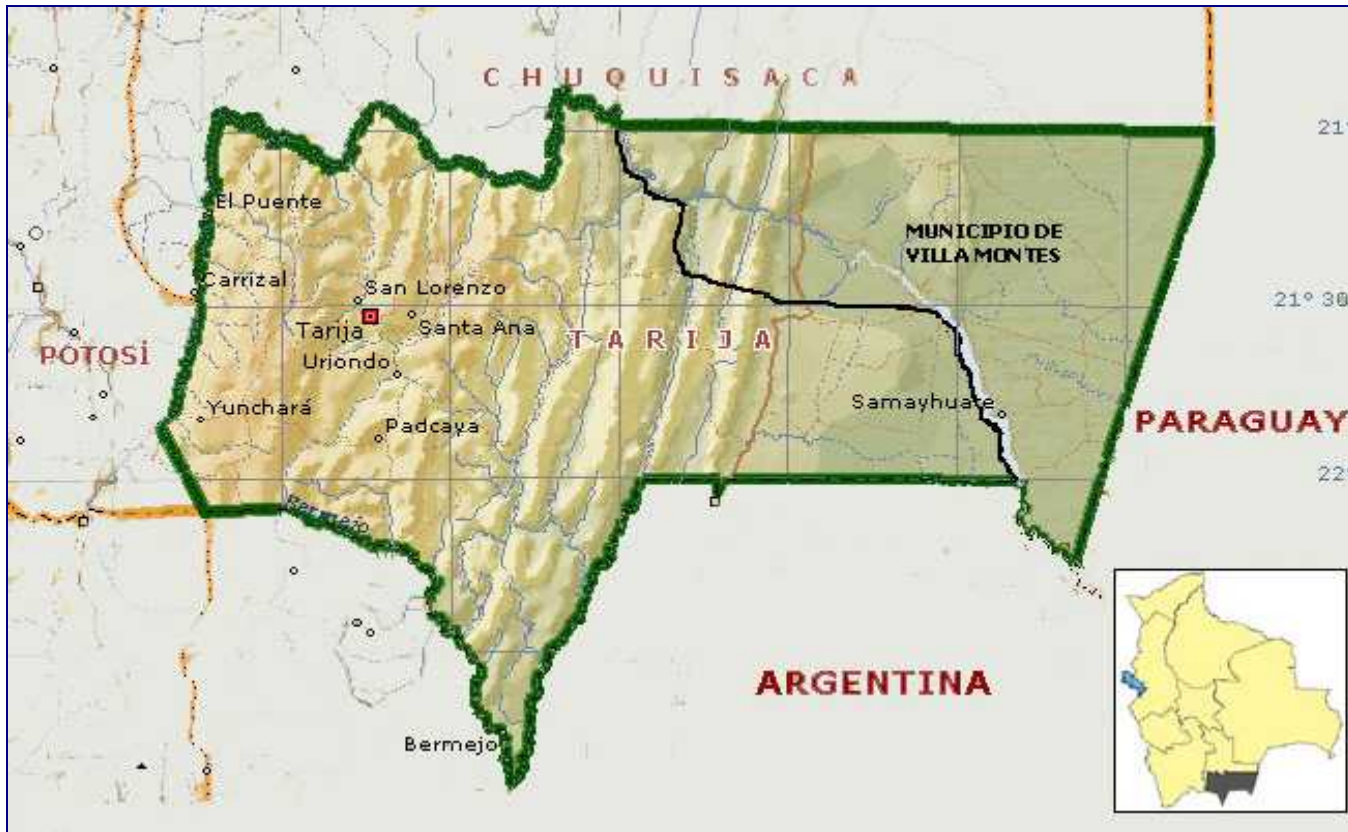 CHUQUISACA
21°
El Puente
MUNICIPIO DE
VILLA MONTES
Carrizal
San Lorenzo
21° 30
Tarija
Santa Ana
TARIJA
POTOSÍ
Uriondo
Yunchará
Samayhuate
Padcaya
PARAGUAY
22°
Bermejo
ARGENTINA
Bermejo